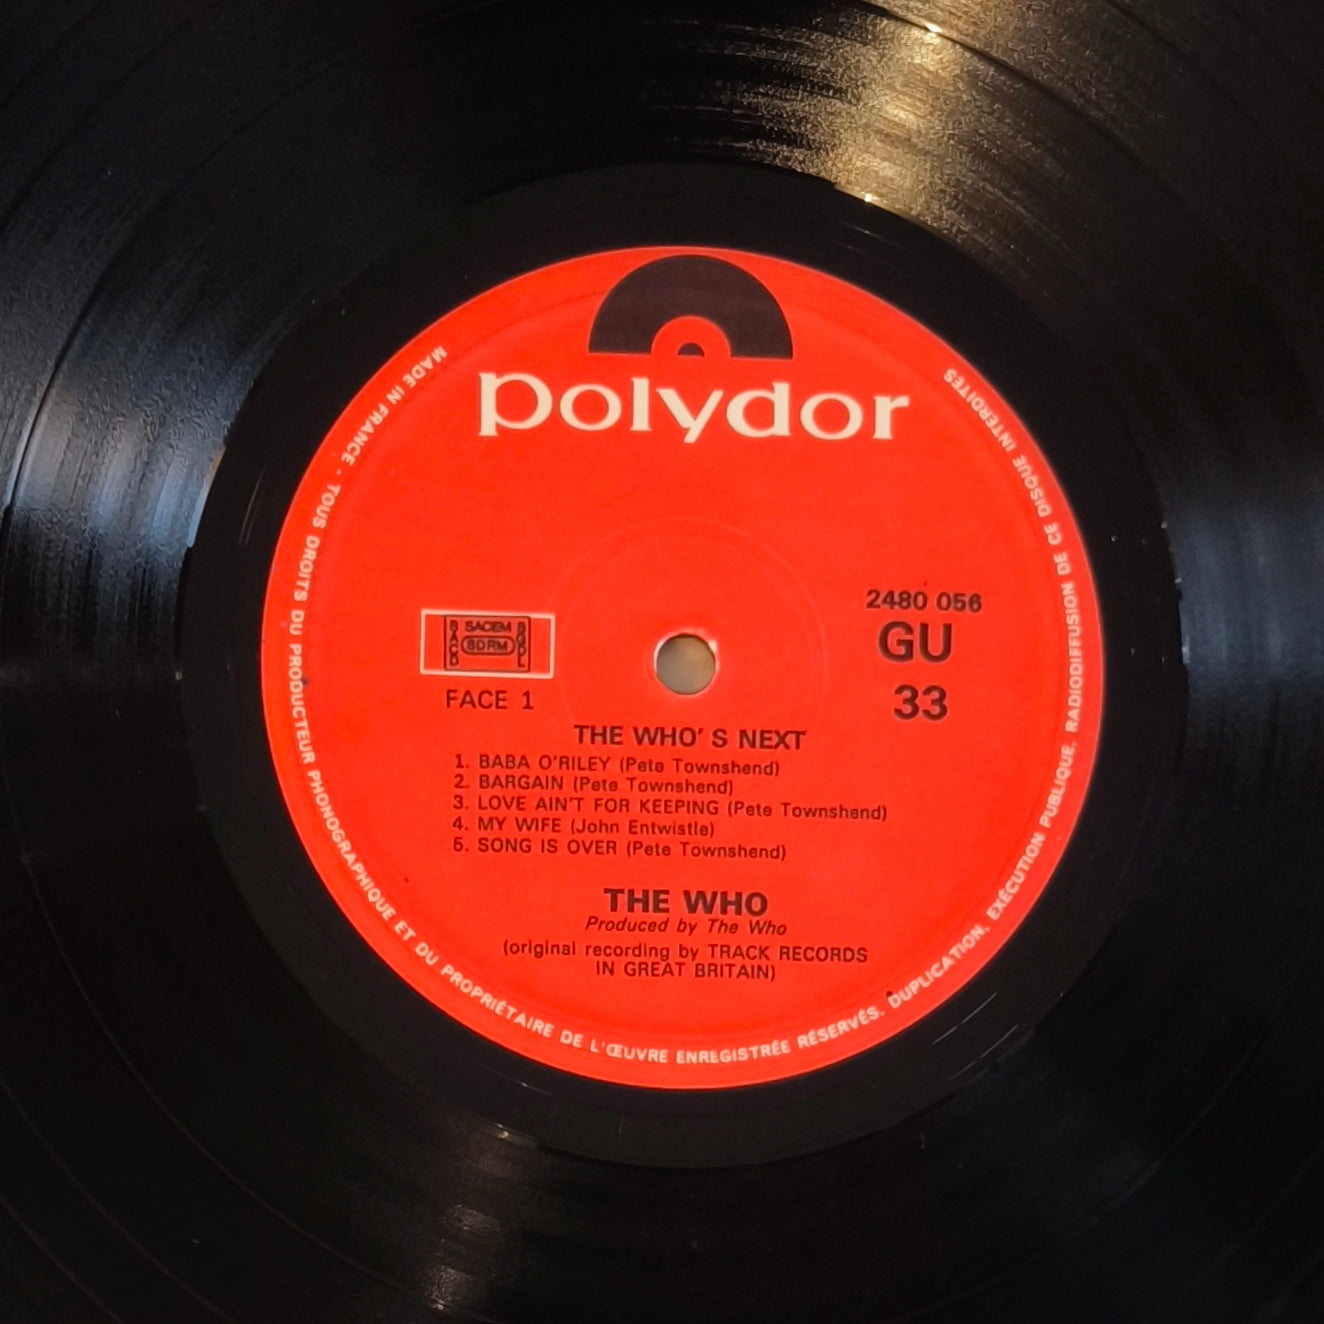 polydor
MADE IN FRANCE - TOUS DROITS DU PRODUCTEUR PHONOGRAPHIQUE ET DU PROPRIÉTAIRE DE L'ŒUVRE ENREGISTRÉE RÉSERVÉS. DUPLICATION, EXÉCUTION PUBLIQUE, RADIODIFFUSION DE CE DISQUE INTERDITES
2480 056
GU
33
SACEM
SDRM
FACE 1
THE WHO' S NEXT
1. BABA O'RILEY (Pete Townshend)
2. BARGAIN (Pete Townshend)
3. LOVE AIN'T FOR KEEPING (Pete Townshend)
4. MY WIFE (John Entwistle)
5. SONG IS OVER (Pete Townshend)
THE WHO
Produced by The Who
(original recording by TRACK RECORDS
IN GREAT BRITAIN)